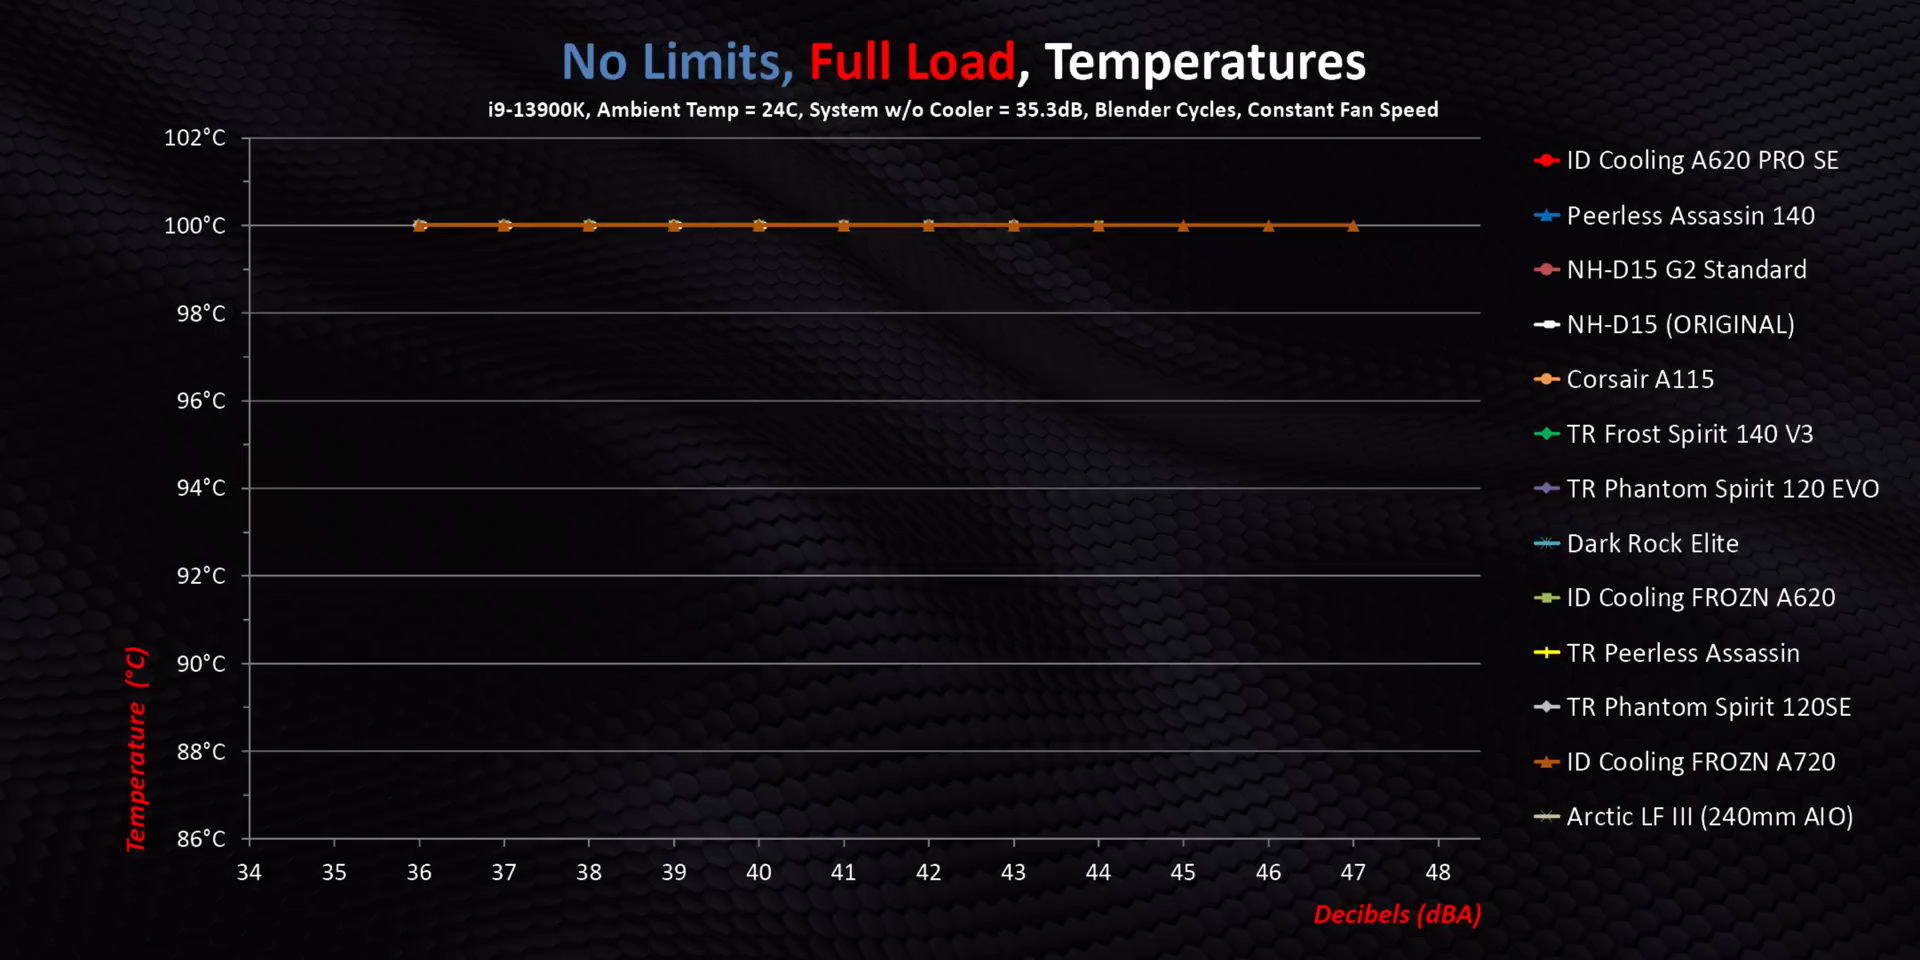 No Limits, Full Load, Temperatures
i9-13900K, Ambient Temp = 24C, System w/o Cooler = 35.3dB, Blender Cycles, Constant Fan Speed
102°C
100°C
98°C
96°C
94°C
92°C
90°C
88°C
86°C
Temperature (°C)
34 35 36 37 38 39 40 41 42 43 44 45 46 47 48
Decibels (dBA)
ID Cooling A620 PRO SE
Peerless Assassin 140
NH-D15 G2 Standard
NH-D15 (ORIGINAL)
Corsair A115
TR Frost Spirit 140 V3
TR Phantom Spirit 120 EVO
Dark Rock Elite
ID Cooling FROZN A620
TR Peerless Assassin
TR Phantom Spirit 120SE
ID Cooling FROZN A720
Arctic LF III (240mm AIO)